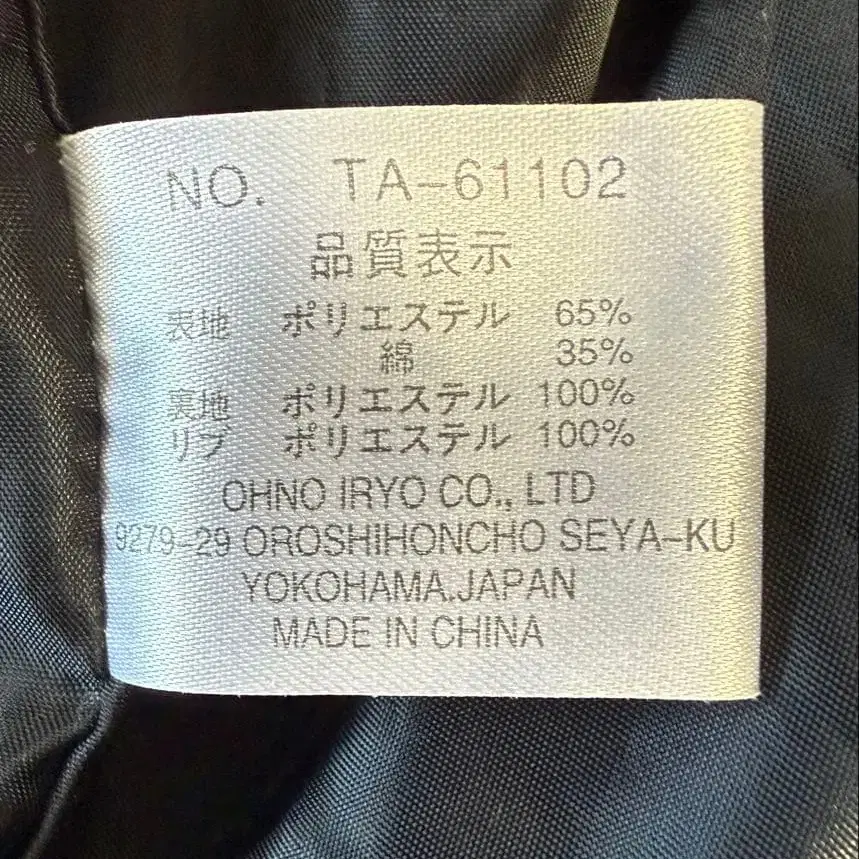 NO. TA-61102
品質表示
表地 ポリエステル 65%
綿 35%
裏地 ポリエステル 100%
リブ ポリエステル 100%
OHNO IRYO CO., LTD
9279-29 OROSHIHONCHO SEYA-KU
YOKOHAMA.JAPAN
MADE IN CHINA